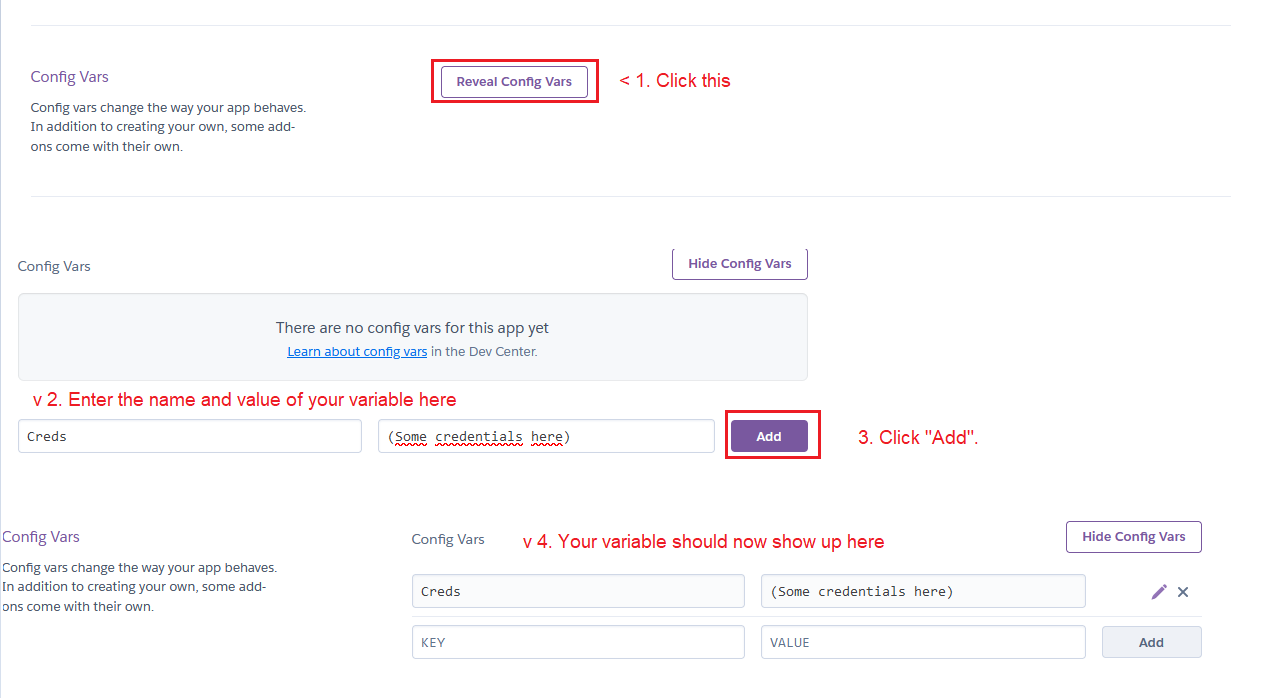 Config Vars
Reveal Config Vars
< 1. Click this
Config vars change the way your app behaves.
In addition to creating your own, some add-
ons come with their own.
Config Vars
Hide Config Vars
There are no config vars for this app yet
Learn about config vars in the Dev Center.
v 2. Enter the name and value of your variable here
Creds
(Some credentials here)
Add
3. Click "Add".
Config Vars
Config vars change the way your app behaves.
In addition to creating your own, some add-
ons come with their own.
Config Vars
v 4. Your variable should now show up here
Hide Config Vars
Creds
(Some credentials here)
KEY
VALUE
Add